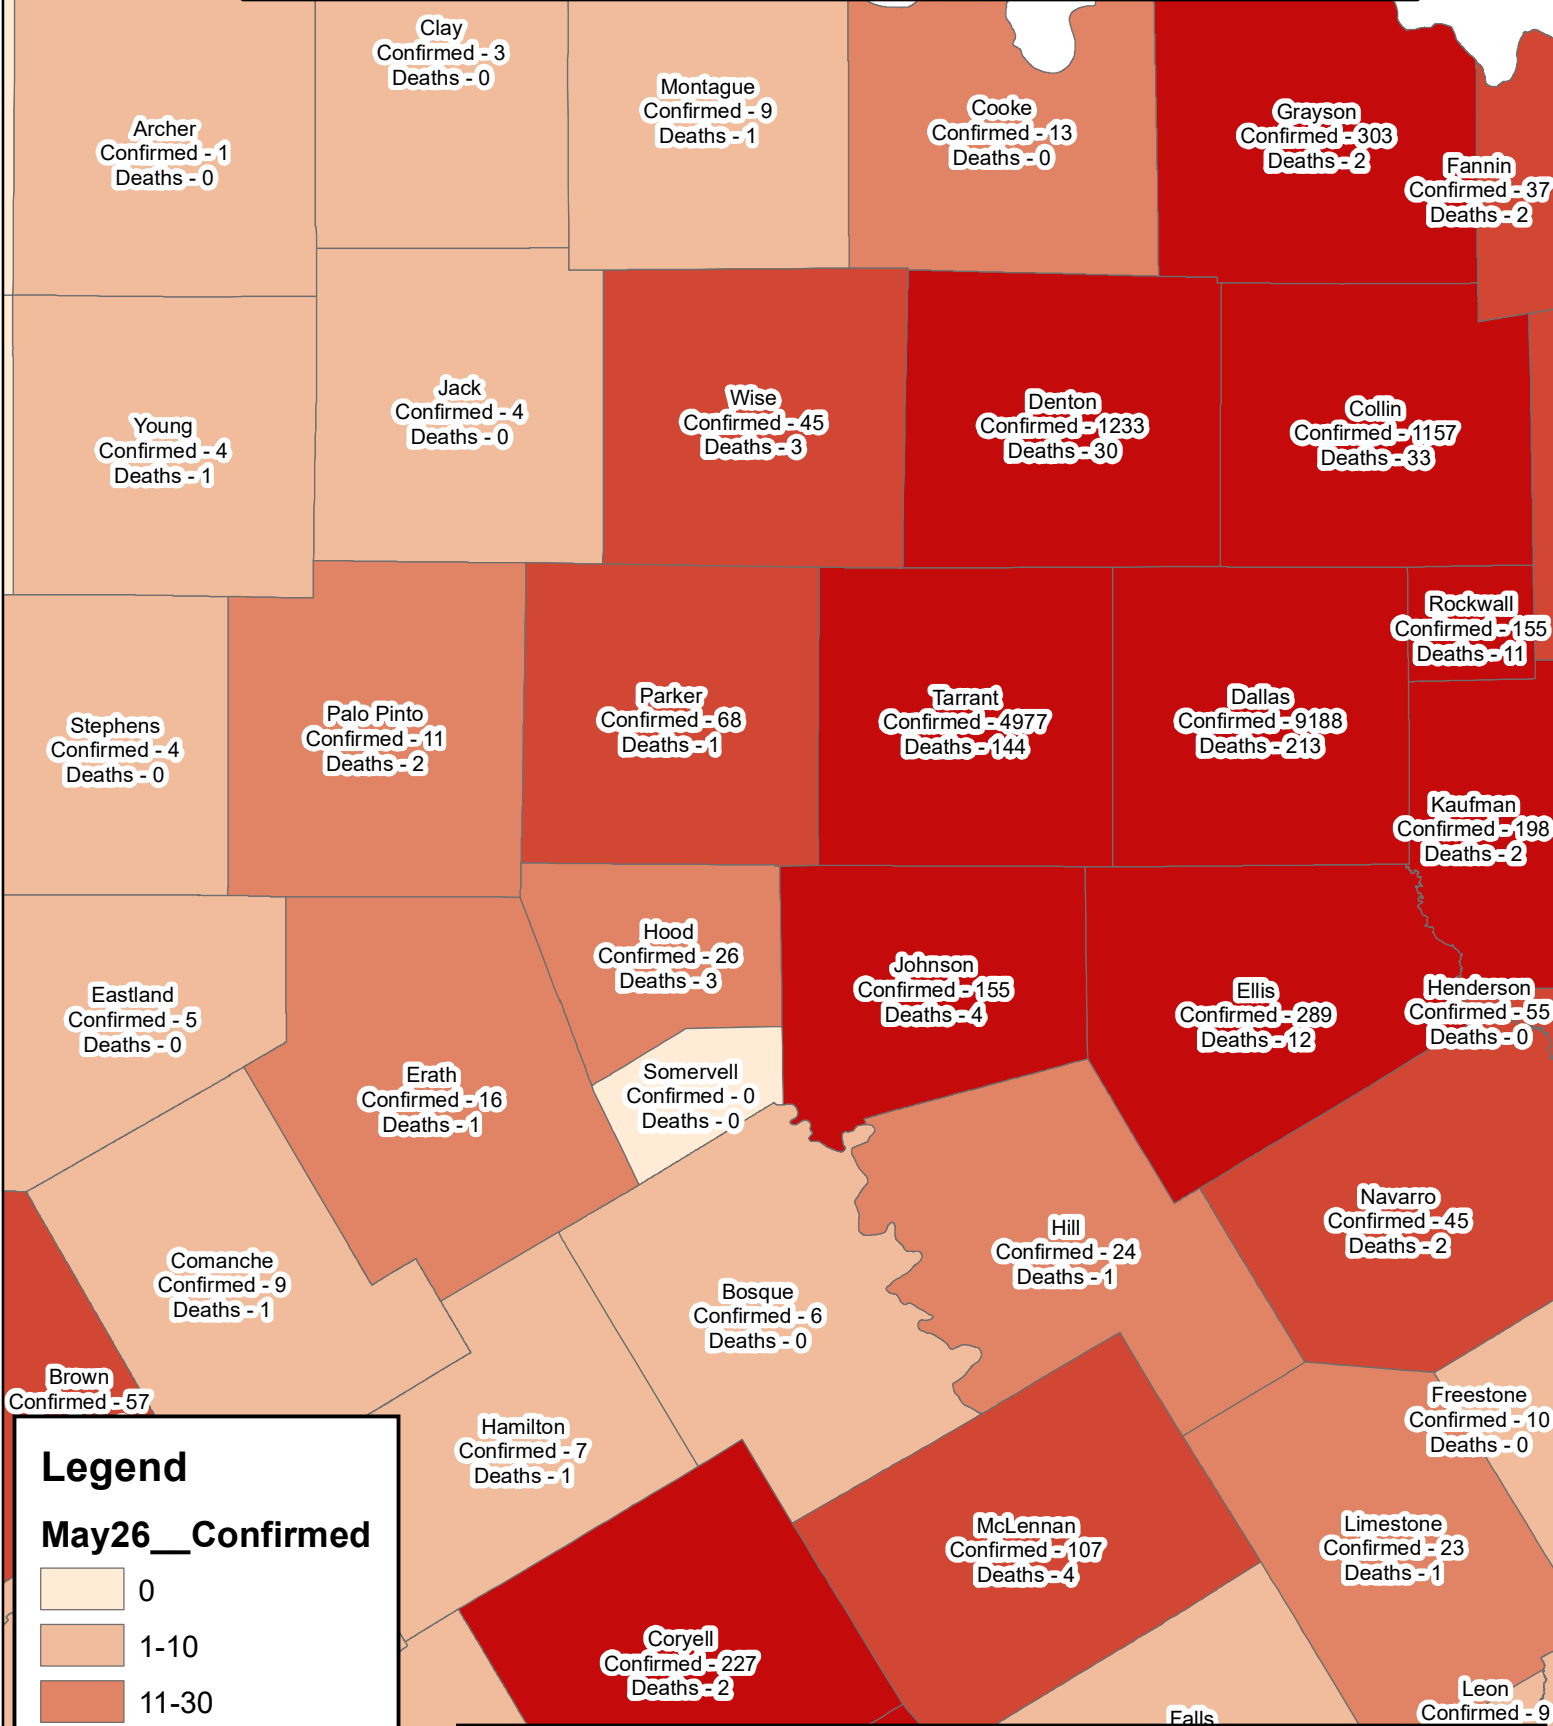 Clay
Confirmed - 3
Deaths - 0
Montague
Confirmed - 9
Deaths - 1
Cooke
Confirmed - 13
Deaths - 0
Grayson
Confirmed - 303
Deaths - 2
Archer
Confirmed - 1
Deaths - 0
Fannin
Confirmed - 37
Deaths - 2
Jack
Confirmed - 4
Deaths - 0
Wise
Confirmed - 45
Deaths - 3
Denton
Confirmed - 1233
Deaths - 30
Collin
Confirmed - 1157
Deaths - 33
Young
Confirmed - 4
Deaths - 1
Rockwall
Confirmed - 155
Deaths - 11
Stephens
Confirmed - 4
Deaths - 0
Palo Pinto
Confirmed - 11
Deaths - 2
Parker
Confirmed - 68
Deaths - 1
Tarrant
Confirmed - 4977
Deaths - 144
Dallas
Confirmed - 9188
Deaths - 213
Kaufman
Confirmed - 198
Deaths - 2
Hood
Confirmed - 26
Deaths - 3
Johnson
Confirmed - 155
Deaths - 4
Ellis
Confirmed - 289
Deaths - 12
Henderson
Confirmed - 55
Deaths - 0
Eastland
Confirmed - 5
Deaths - 0
Erath
Confirmed - 16
Deaths - 1
Somervell
Confirmed - 0
Deaths - 0
Navarro
Confirmed - 45
Deaths - 2
Hill
Confirmed - 24
Deaths - 1
Comanche
Confirmed - 9
Deaths - 1
Bosque
Confirmed - 6
Deaths - 0
Brown
Confirmed - 57
Freestone
Confirmed - 10
Deaths - 0
Hamilton
Confirmed - 7
Deaths - 1
McLennan
Confirmed - 107
Deaths - 4
Limestone
Confirmed - 23
Deaths - 1
Coryell
Confirmed - 227
Deaths - 2
Leon
Confirmed - 9
Falls
Legend
May26__Confirmed
0
1-10
11-30